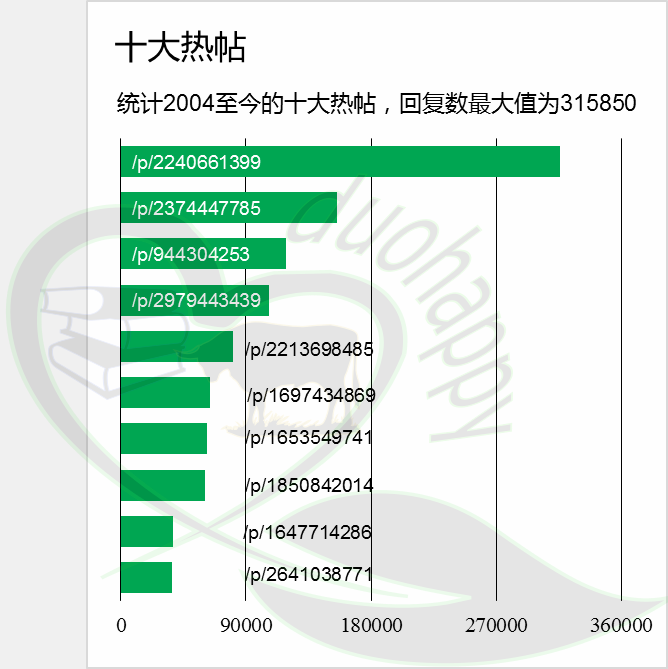 十大热帖
统计2004至今的十大热帖，回复数最大值为315850
/p/2240661399
/p/2374447785
/p/944304253
/p/2979443439
/p/2213698485
/p/1697434869
/p/1653549741
/p/1850842014
/p/1647714286
/p/2641038771
0 90000 180000 270000 360000
duohappy